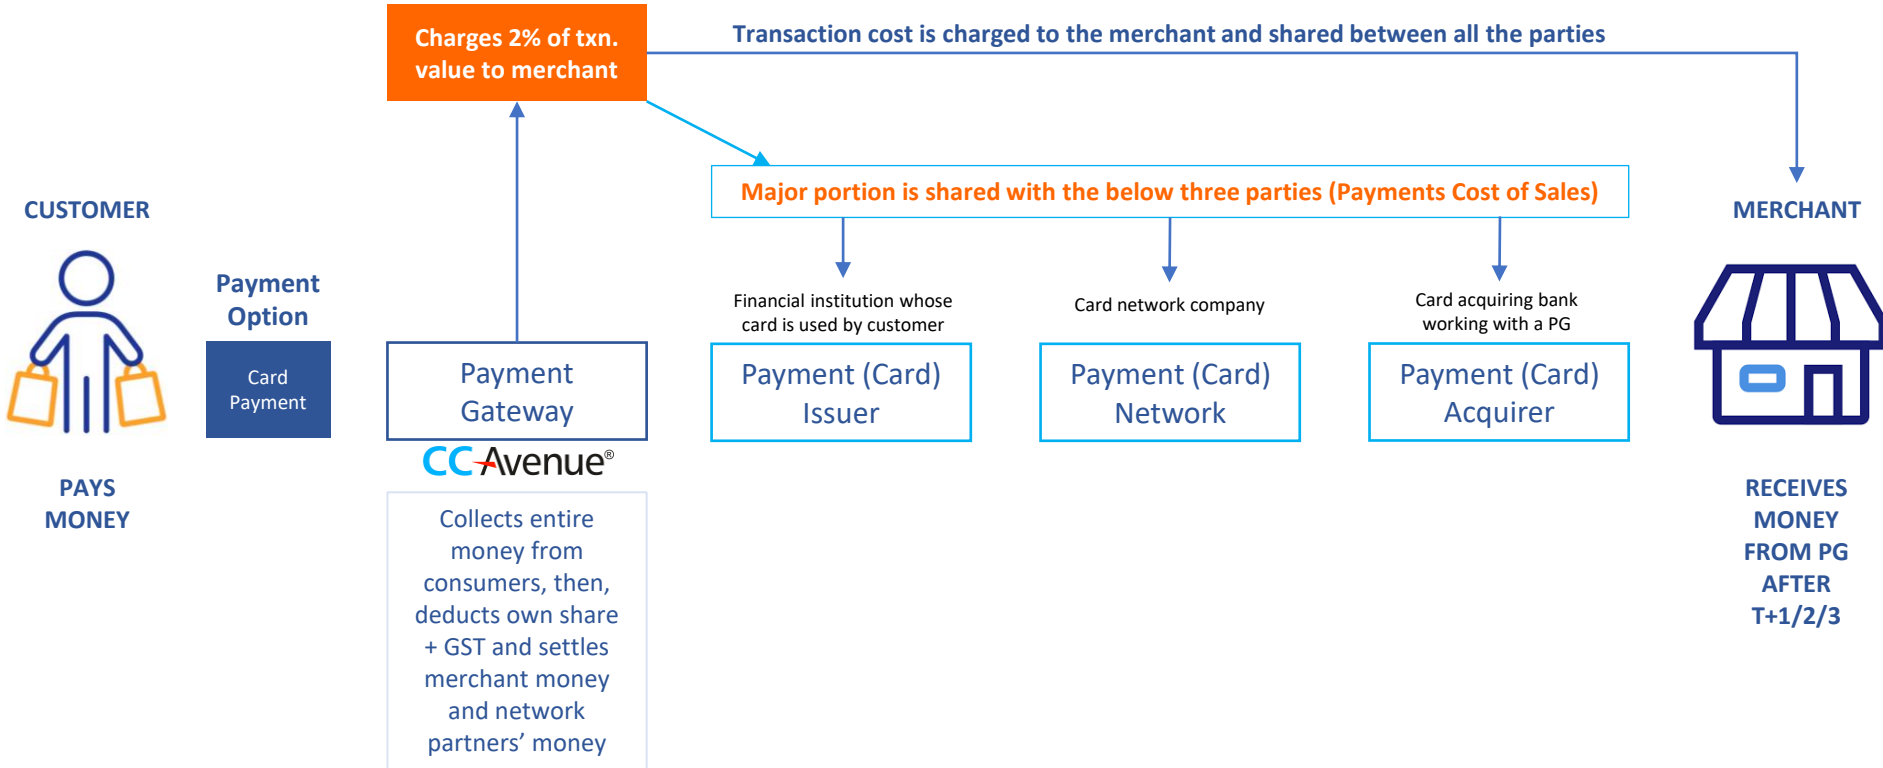 Charges 2% of txn.
value to merchant
Transaction cost is charged to the merchant and shared between all the parties
Major portion is shared with the below three parties (Payments Cost of Sales)
CUSTOMER
MERCHANT
Payment
Option
Card
Payment
Payment
Gateway
CCAvenue®
Financial institution whose
card is used by customer
Payment (Card)
Issuer
Card network company
Payment (Card)
Network
Card acquiring bank
working with a PG
Payment (Card)
Acquirer
PAYS
MONEY
Collects entire
money from
consumers, then,
deducts own share
+ GST and settles
merchant money
and network
partners’ money
RECEIVES
MONEY
FROM PG
AFTER
T+1/2/3